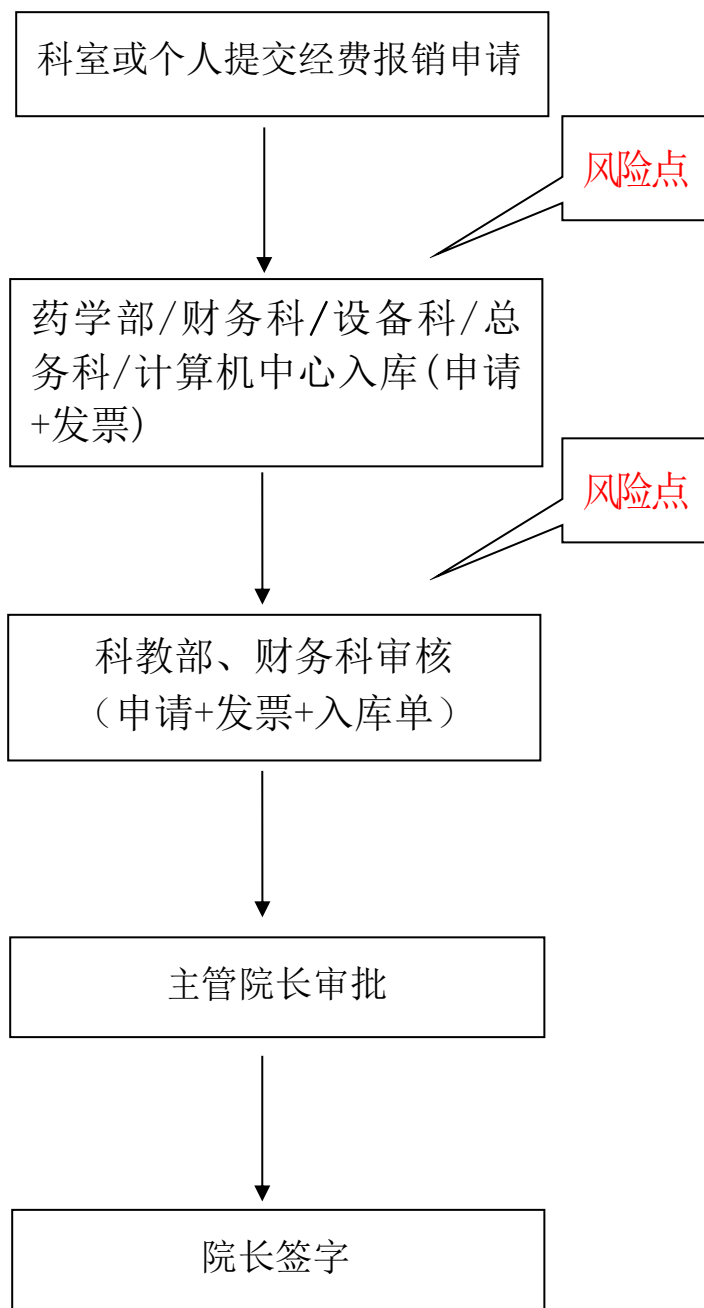 科室或个人提交经费报销申请
风险点
药学部/财务科/设备科/总
务科/计算机中心入库(申请
+发票)
风险点
科教部、财务科审核
（申请+发票+入库单）
主管院长审批
院长签字